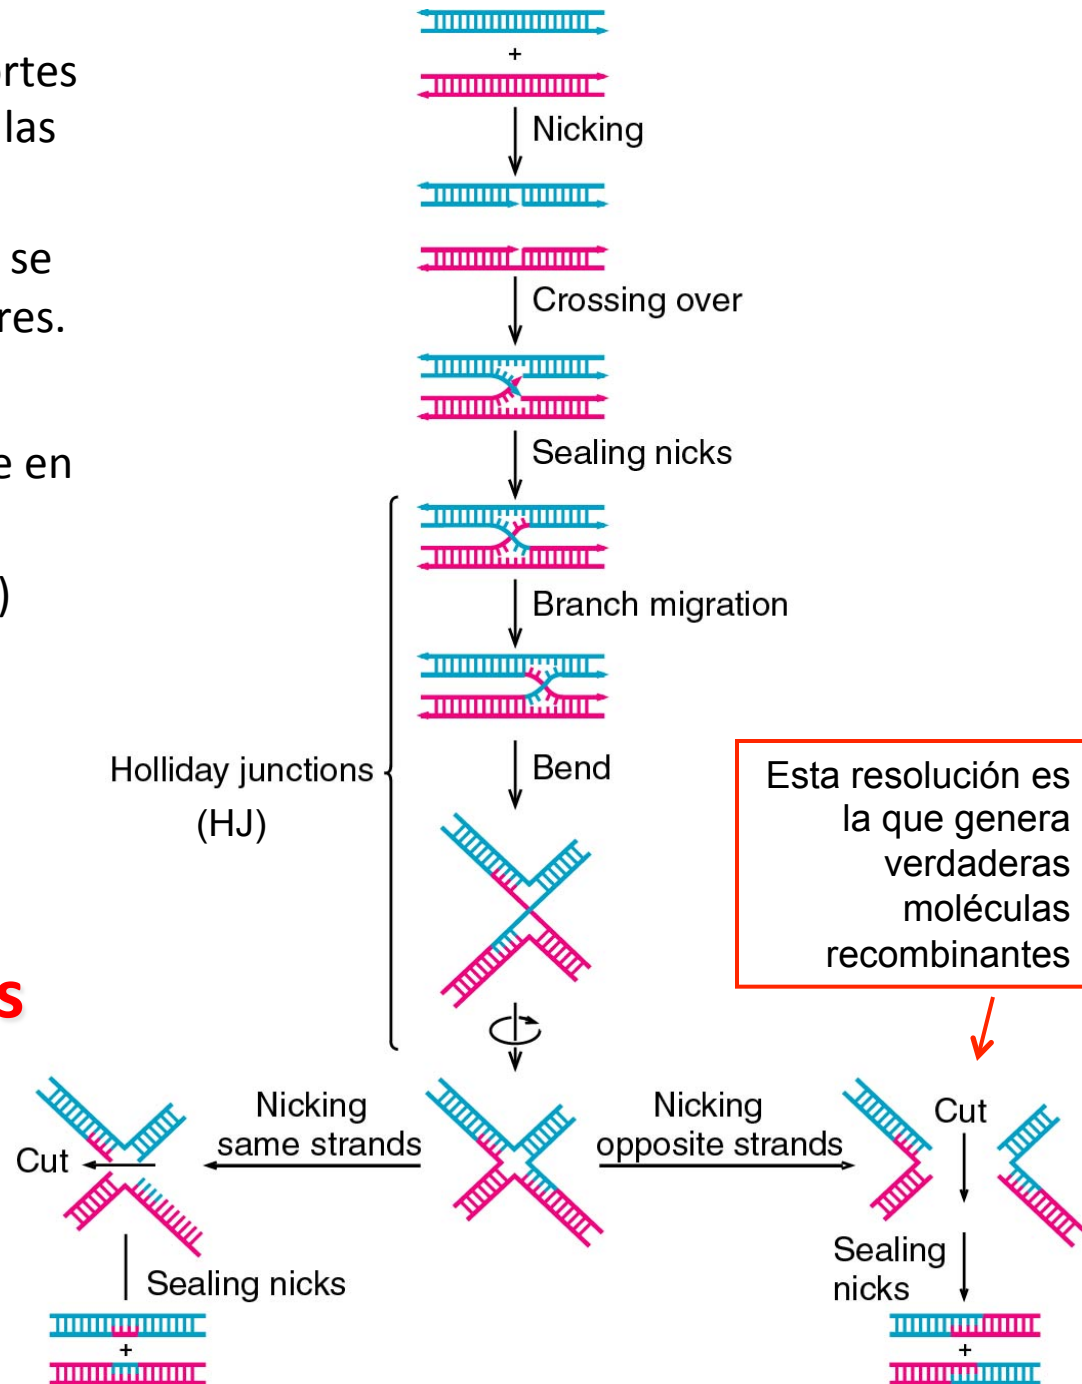 +
ortes
las
Nicking
se
res.
Crossing over
e en
Sealing nicks
)
Branch migration
Holliday junctions
(HJ)
Bend
Esta resolución es
la que genera
verdaderas
moléculas
recombinantes
s
Nicking
same strands
Nicking
opposite strands
Cut
Cut
Sealing nicks
Sealing
nicks
+
+